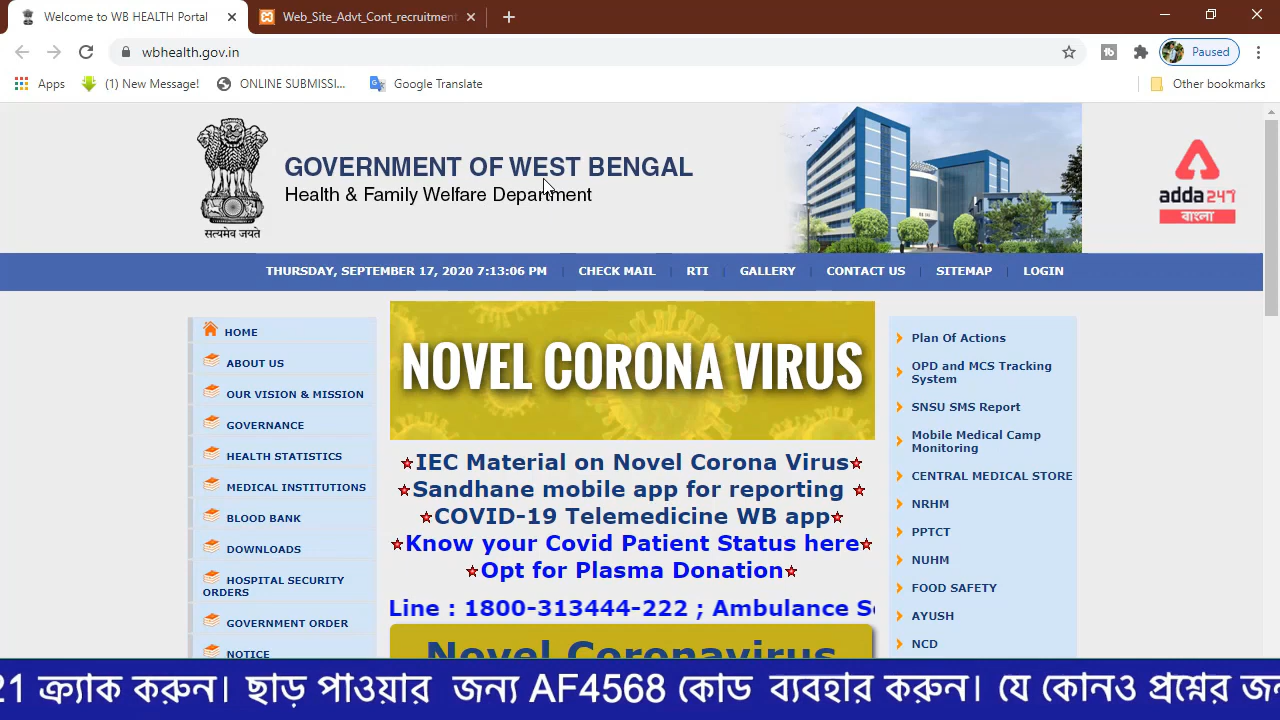 Welcome to WB HEALTH Portal
Web_Site_Advt_Cont_recruitment
wbhealth.gov.in
Paused
Apps
(1) New Message!
ONLINE SUBMISSI...
Google Translate
Other bookmarks
GOVERNMENT OF WEST BENGAL
Health & Family Welfare Department
सत्यमेव जयते
adda247
বাংলা
THURSDAY, SEPTEMBER 17, 2020 7:13:06 PM
CHECK MAIL
RTI
GALLERY
CONTACT US
SITEMAP
LOGIN
HOME
ABOUT US
OUR VISION & MISSION
GOVERNANCE
HEALTH STATISTICS
MEDICAL INSTITUTIONS
BLOOD BANK
DOWNLOADS
HOSPITAL SECURITY
ORDERS
GOVERNMENT ORDER
NOTICE
NOVEL CORONA VIRUS
IEC Material on Novel Corona Virus
Sandhane mobile app for reporting
COVID-19 Telemedicine WB app
Know your Covid Patient Status here
Opt for Plasma Donation
Line : 1800-313444-222 ; Ambulance Se
Novel Coronavirus
Plan Of Actions
OPD and MCS Tracking
System
SNSU SMS Report
Mobile Medical Camp
Monitoring
CENTRAL MEDICAL STORE
NRHM
PPTCT
NUHM
FOOD SAFETY
AYUSH
NCD
21 ক্র্যাক করুন। ছাড় পাওয়ার জন্য AF4568 কোড ব্যবহার করুন। যে কোনও প্রশ্নের জন